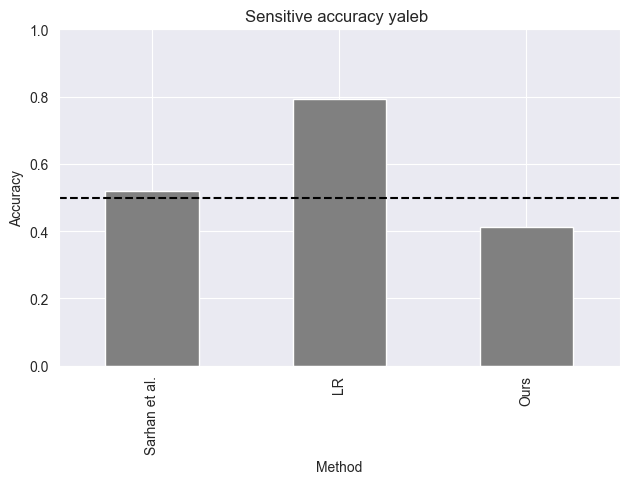 Sensitive accuracy yaleb
1.0
0.8
0.6
0.4
0.2
0.0
Accuracy
Sarhan et al.
LR
Ours
Method